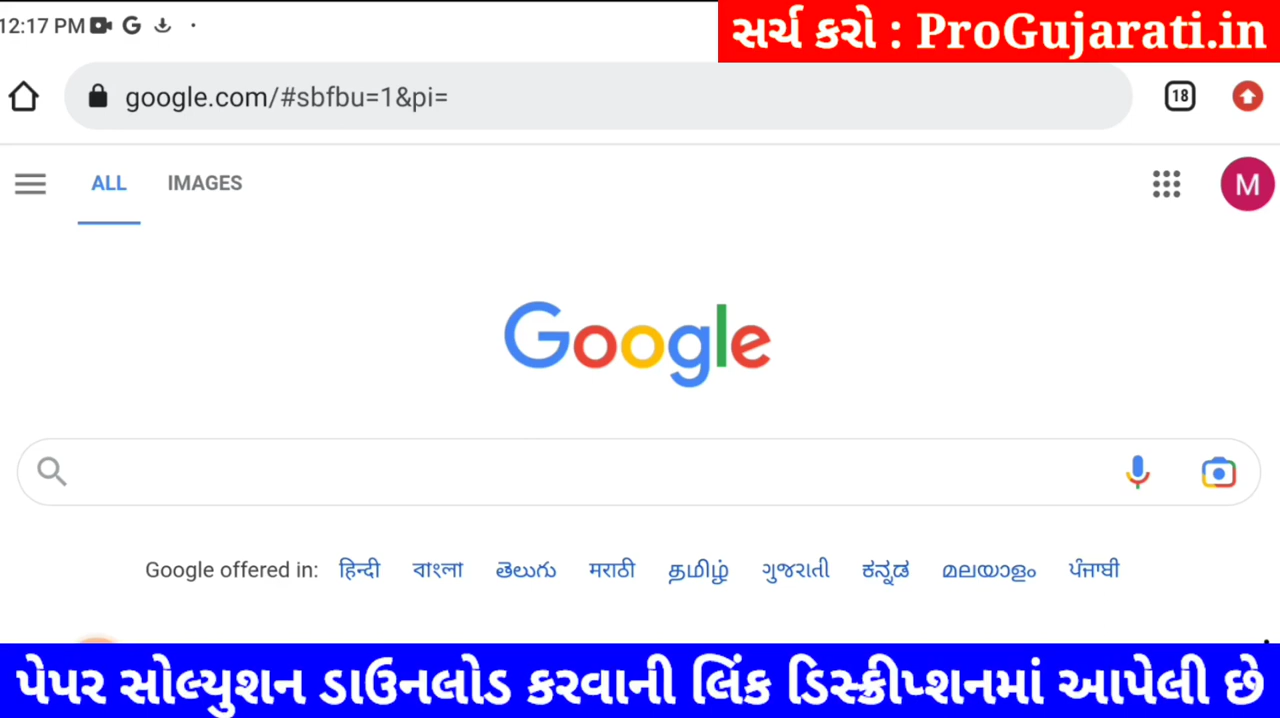 12:17 PM
સર્ચ કરો : ProGujarati.in
google.com/#sbfbu=1&pi=
18
ALL IMAGES
M
Google
Google offered in: हिन्दी বাংলা తెలుగు मराठी தமிழ் ગુજરાતી ಕನ್ನಡ മലയാളം ਪੰਜਾਬੀ
પેપર સોલ્યુશન ડાઉનલોડ કરવાની લિંક ડિસ્ક્રીપ્શનમાં આપેલી છે